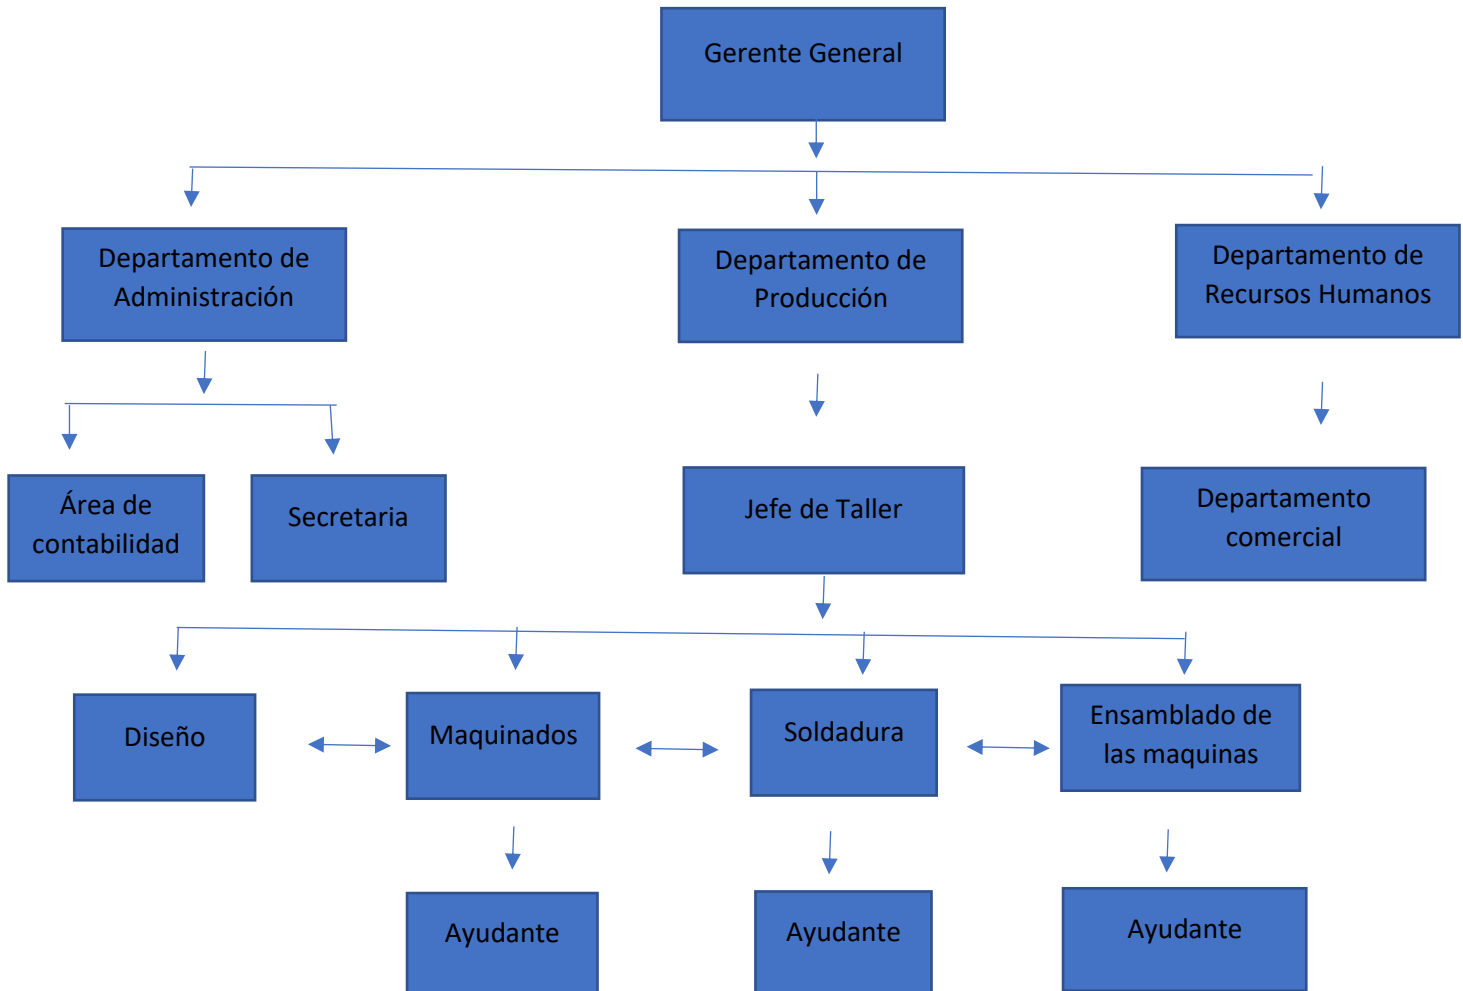 Gerente General
Departamento de
Administración
Departamento de
Producción
Departamento de
Recursos Humanos
Área de
contabilidad
Secretaria
Jefe de Taller
Departamento
comercial
Diseño
Maquinados
Soldadura
Ensamblado de
las maquinas
Ayudante
Ayudante
Ayudante